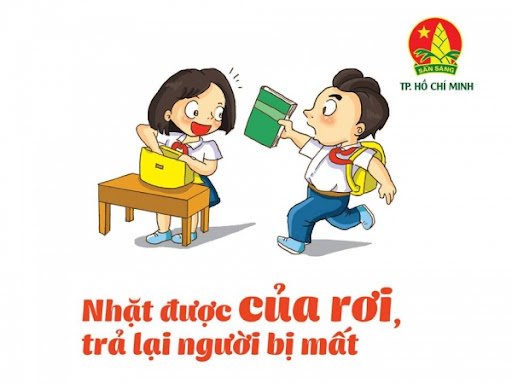 SẴN SÀNG
TP. HỒ CHÍ MINH
Nhặt được của rơi,
trả lại người bị mất